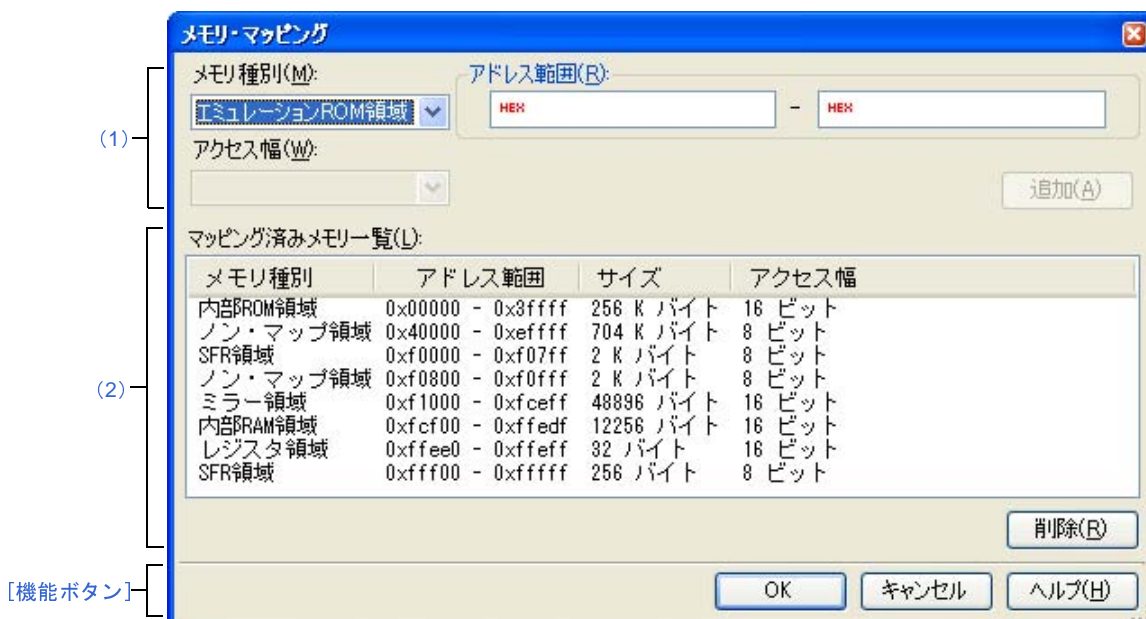 メモリ・マッピング
メモリ種別(M):
アドレス範囲(R):
エミュレーションROM領域
HEX - HEX
(1)
アクセス幅(W):
追加(A)
マッピング済みメモリ一覧(L):
メモリ種別 アドレス範囲 サイズ アクセス幅
内部ROM領域 0x00000 - 0x3ffff 256 K バイト 16 ビット
ノン・マップ領域 0x40000 - 0xeffff 704 K バイト 8 ビット
SFR領域 0xf0000 - 0xf07ff 2 K バイト 8 ビット
ノン・マップ領域 0xf0800 - 0xf0fff 2 K バイト 8 ビット
(2)
ミラー領域 0xf1000 - 0xfceff 48896 バイト 16 ビット
内部RAM領域 0xfcf00 - 0xffedf 12256 バイト 16 ビット
レジスタ領域 0xffee0 - 0xffeff 32 バイト 16 ビット
SFR領域 0xfff00 - 0xfffff 256 バイト 8 ビット
削除(R)
[機能ボタン]
OK キャンセル ヘルプ(H)